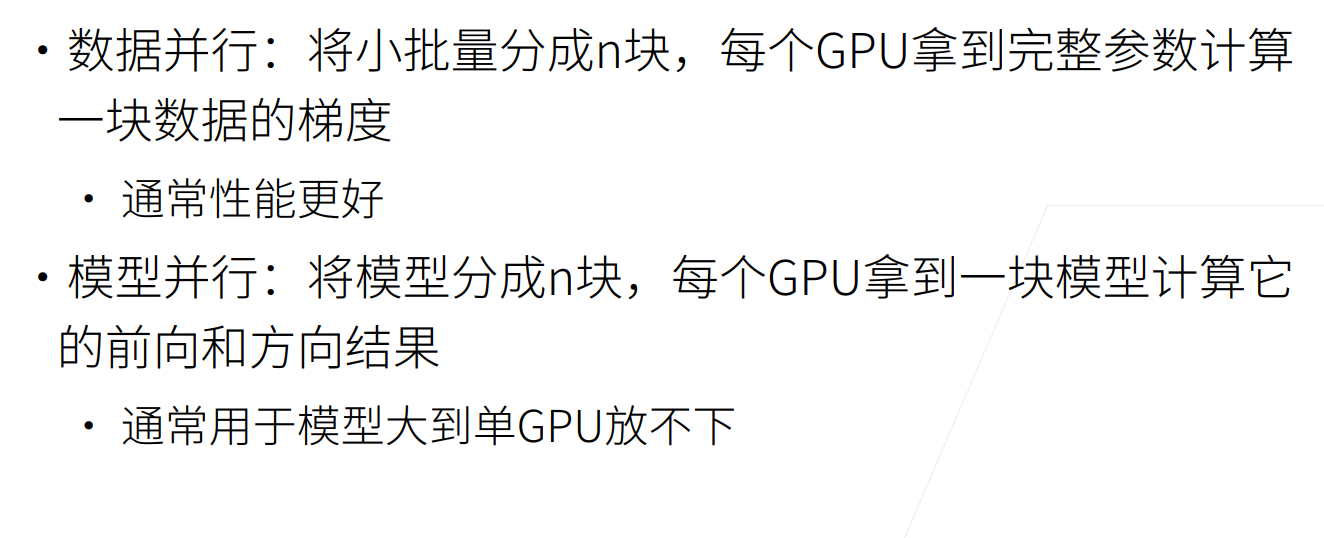 • 数据并行：将小批量分成n块，每个GPU拿到完整参数计算
一块数据的梯度
• 通常性能更好
• 模型并行：将模型分成n块，每个GPU拿到一块模型计算它
的前向和方向结果
• 通常用于模型大到单GPU放不下